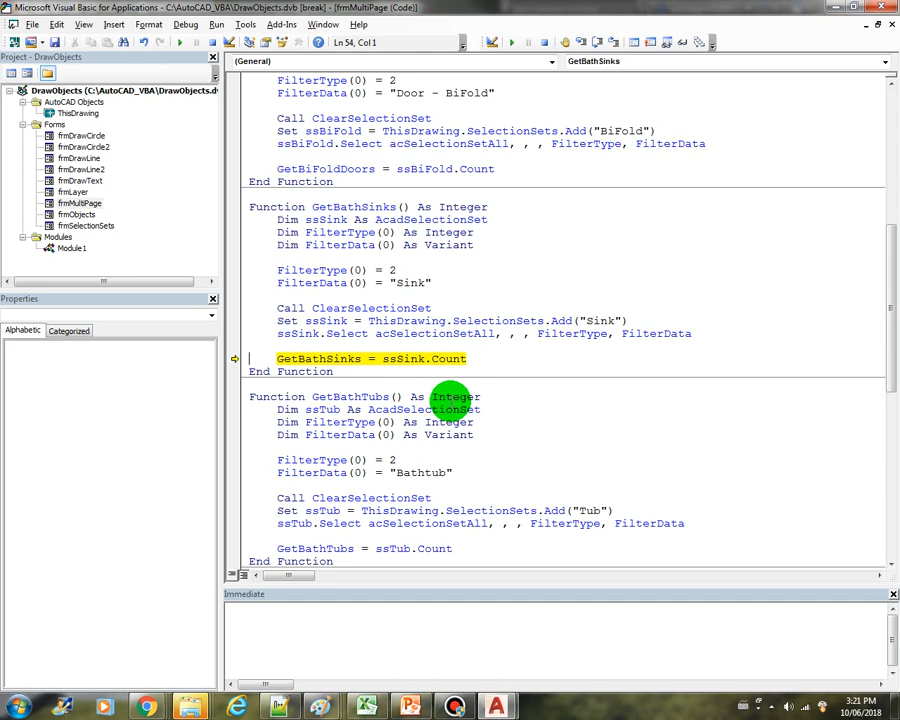 Microsoft Visual Basic for Applications - C:\AutoCAD_VBA\DrawObjects.dvb [break] - [frmMultiPage (Code)]
File Edit View Insert Format Debug Run Tools Add-Ins Window Help
Ln 54, Col 1
Project - DrawObjects
(General)
GetBathSinks
DrawObjects (C:\AutoCAD_VBA\DrawObjects.dv
AutoCAD Objects
ThisDrawing
Forms
frmDrawCircle
frmDrawCircle2
frmDrawLine
frmDrawLine2
frmDrawText
frmLayer
frmMultiPage
frmObjects
frmSelectionSets
Modules
Module1
Properties
Alphabetic Categorized
FilterType(0) = 2
FilterData(0) = "Door - BiFold"
Call ClearSelectionSet
Set ssBiFold = ThisDrawing.SelectionSets.Add("BiFold")
ssBiFold.Select acSelectionSetAll, , , FilterType, FilterData
GetBiFoldDoors = ssBiFold.Count
End Function
Function GetBathSinks() As Integer
Dim ssSink As AcadSelectionSet
Dim FilterType(0) As Integer
Dim FilterData(0) As Variant
FilterType(0) = 2
FilterData(0) = "Sink"
Call ClearSelectionSet
Set ssSink = ThisDrawing.SelectionSets.Add("Sink")
ssSink.Select acSelectionSetAll, , , FilterType, FilterData
GetBathSinks = ssSink.Count
End Function
Function GetBathTubs() As Integer
Dim ssTub As AcadSelectionSet
Dim FilterType(0) As Integer
Dim FilterData(0) As Variant
FilterType(0) = 2
FilterData(0) = "Bathtub"
Call ClearSelectionSet
Set ssTub = ThisDrawing.SelectionSets.Add("Tub")
ssTub.Select acSelectionSetAll, , , FilterType, FilterData
GetBathTubs = ssTub.Count
End Function
Immediate
3:21 PM
10/06/2018